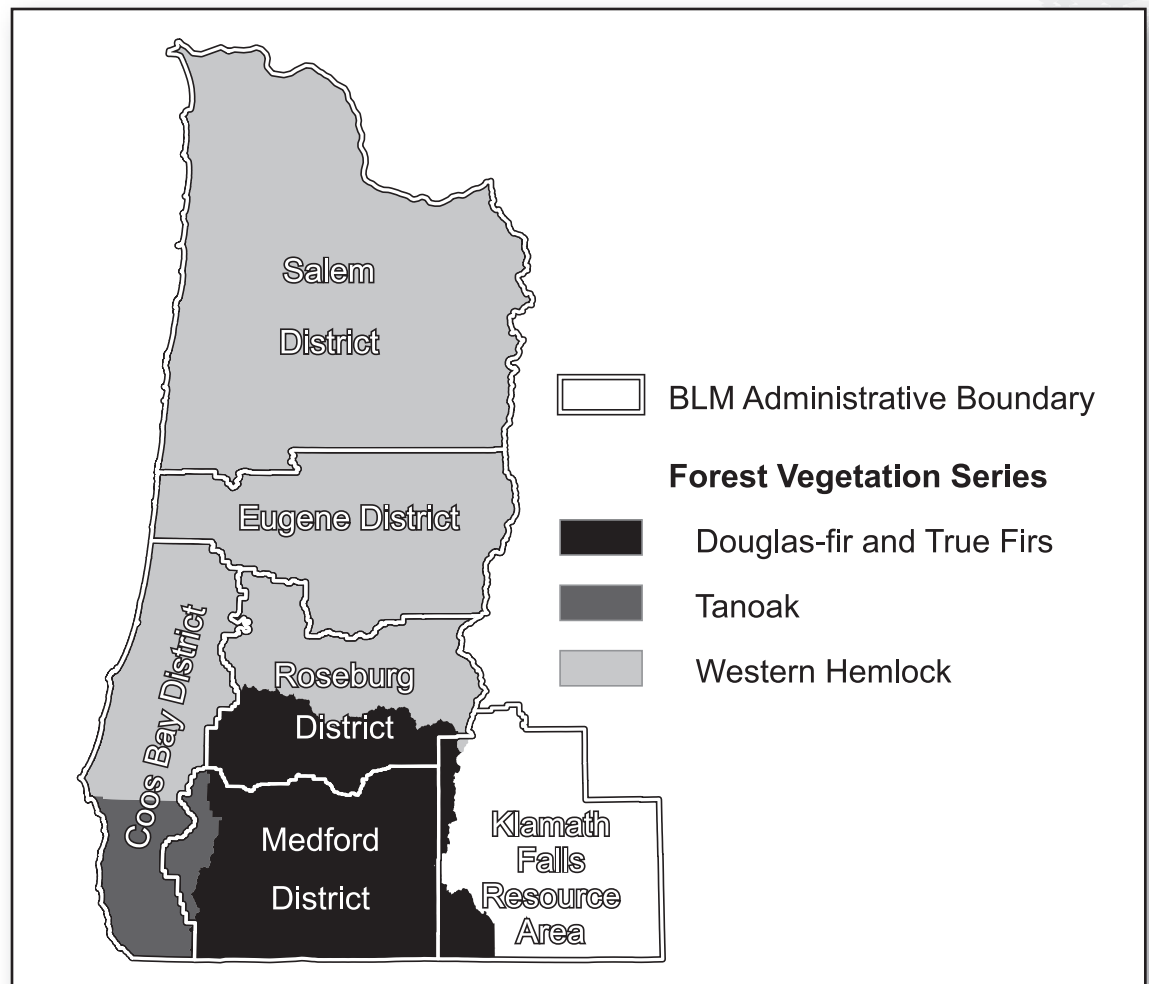 Salem
District
Eugene District
Coos Bay District
Roseburg
District
Medford
District
Klamath
Falls
Resource
Area
BLM Administrative Boundary
Forest Vegetation Series
Douglas-fir and True Firs
Tanoak
Western Hemlock